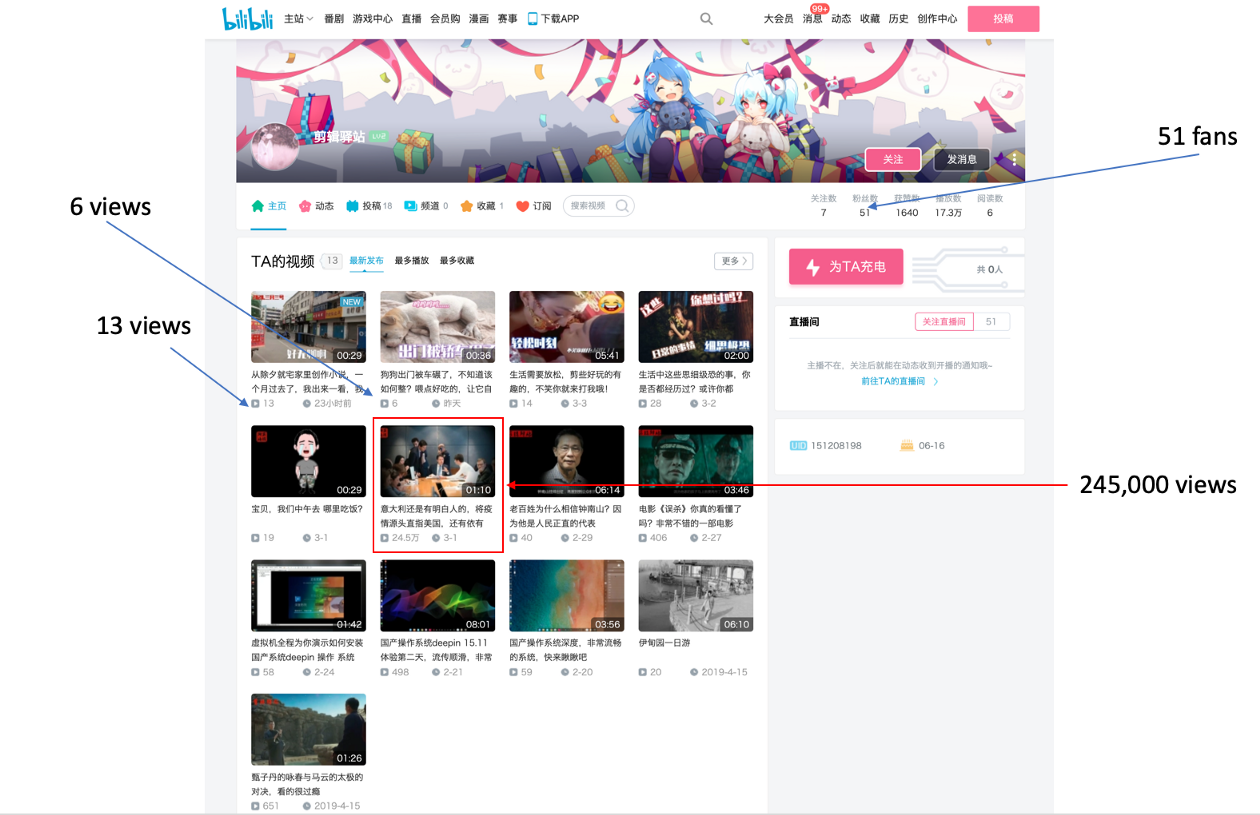 bilibili 主站 番剧 游戏中心 直播 会员购 漫画 赛事 下载APP 大会员 消息 99+ 动态 收藏 历史 创作中心 投稿
剪辑驿站 LV2
关注 发消息
51 fans
6 views
主页 动态 投稿 18 频道 0 收藏 1 订阅 搜索视频
关注数 粉丝数 获赞数 播放数 阅读数
7 51 1640 17.3万 6
13 views
TA的视频 13 最新发布 最多播放 最多收藏 更多
NEW
00:29
出门被轿车
00:36
轻松时刻
05:41
这些 你想过吗?
日常的事情 细思极恐
02:00
从除夕就宅家里创作小说,一
个月过去了,我出来一看,我
13 23小时前
狗狗出门被车碾了,不知道该
如何整?喂点好吃的,让它自
6 昨天
生活需要放松,剪些好玩的有
趣的,不笑你就来打我哦!
14 3-3
生活中这些思细级恐的事,你
是否都经历过?或许你都
28 3-2
00:29
01:10
06:14
03:46
宝贝,我们中午去 哪里吃饭?
19 3-1
意大利还是有明白人的,将疫
情源头直指美国,还有依有
24.5万 3-1
老百姓为什么相信钟南山?因
为他是人民正直的代表
40 2-29
电影《误杀》你真的看懂了
吗?非常不错的一部电影
406 2-27
01:42
08:01
03:56
06:10
虚拟机全程为你演示如何安装
国产系统deepin 操作 系统
58 2-24
国产操作系统deepin 15.11
体验第二天,流传顺滑、非常
498 2-21
国产操作系统深度,非常流畅
的系统,快来瞅瞅吧
59 2-20
伊甸园一日游
20 2019-4-15
01:26
甄子丹的咏春与马云的太极的
对决,看的很过瘾
651 2019-4-15
为TA充电 共 0人
直播间 关注直播间 51
主播不在,关注后就能在动态收到开播的通知哦~
前往TA的直播间
UID 151208198 06-16
245,000 views